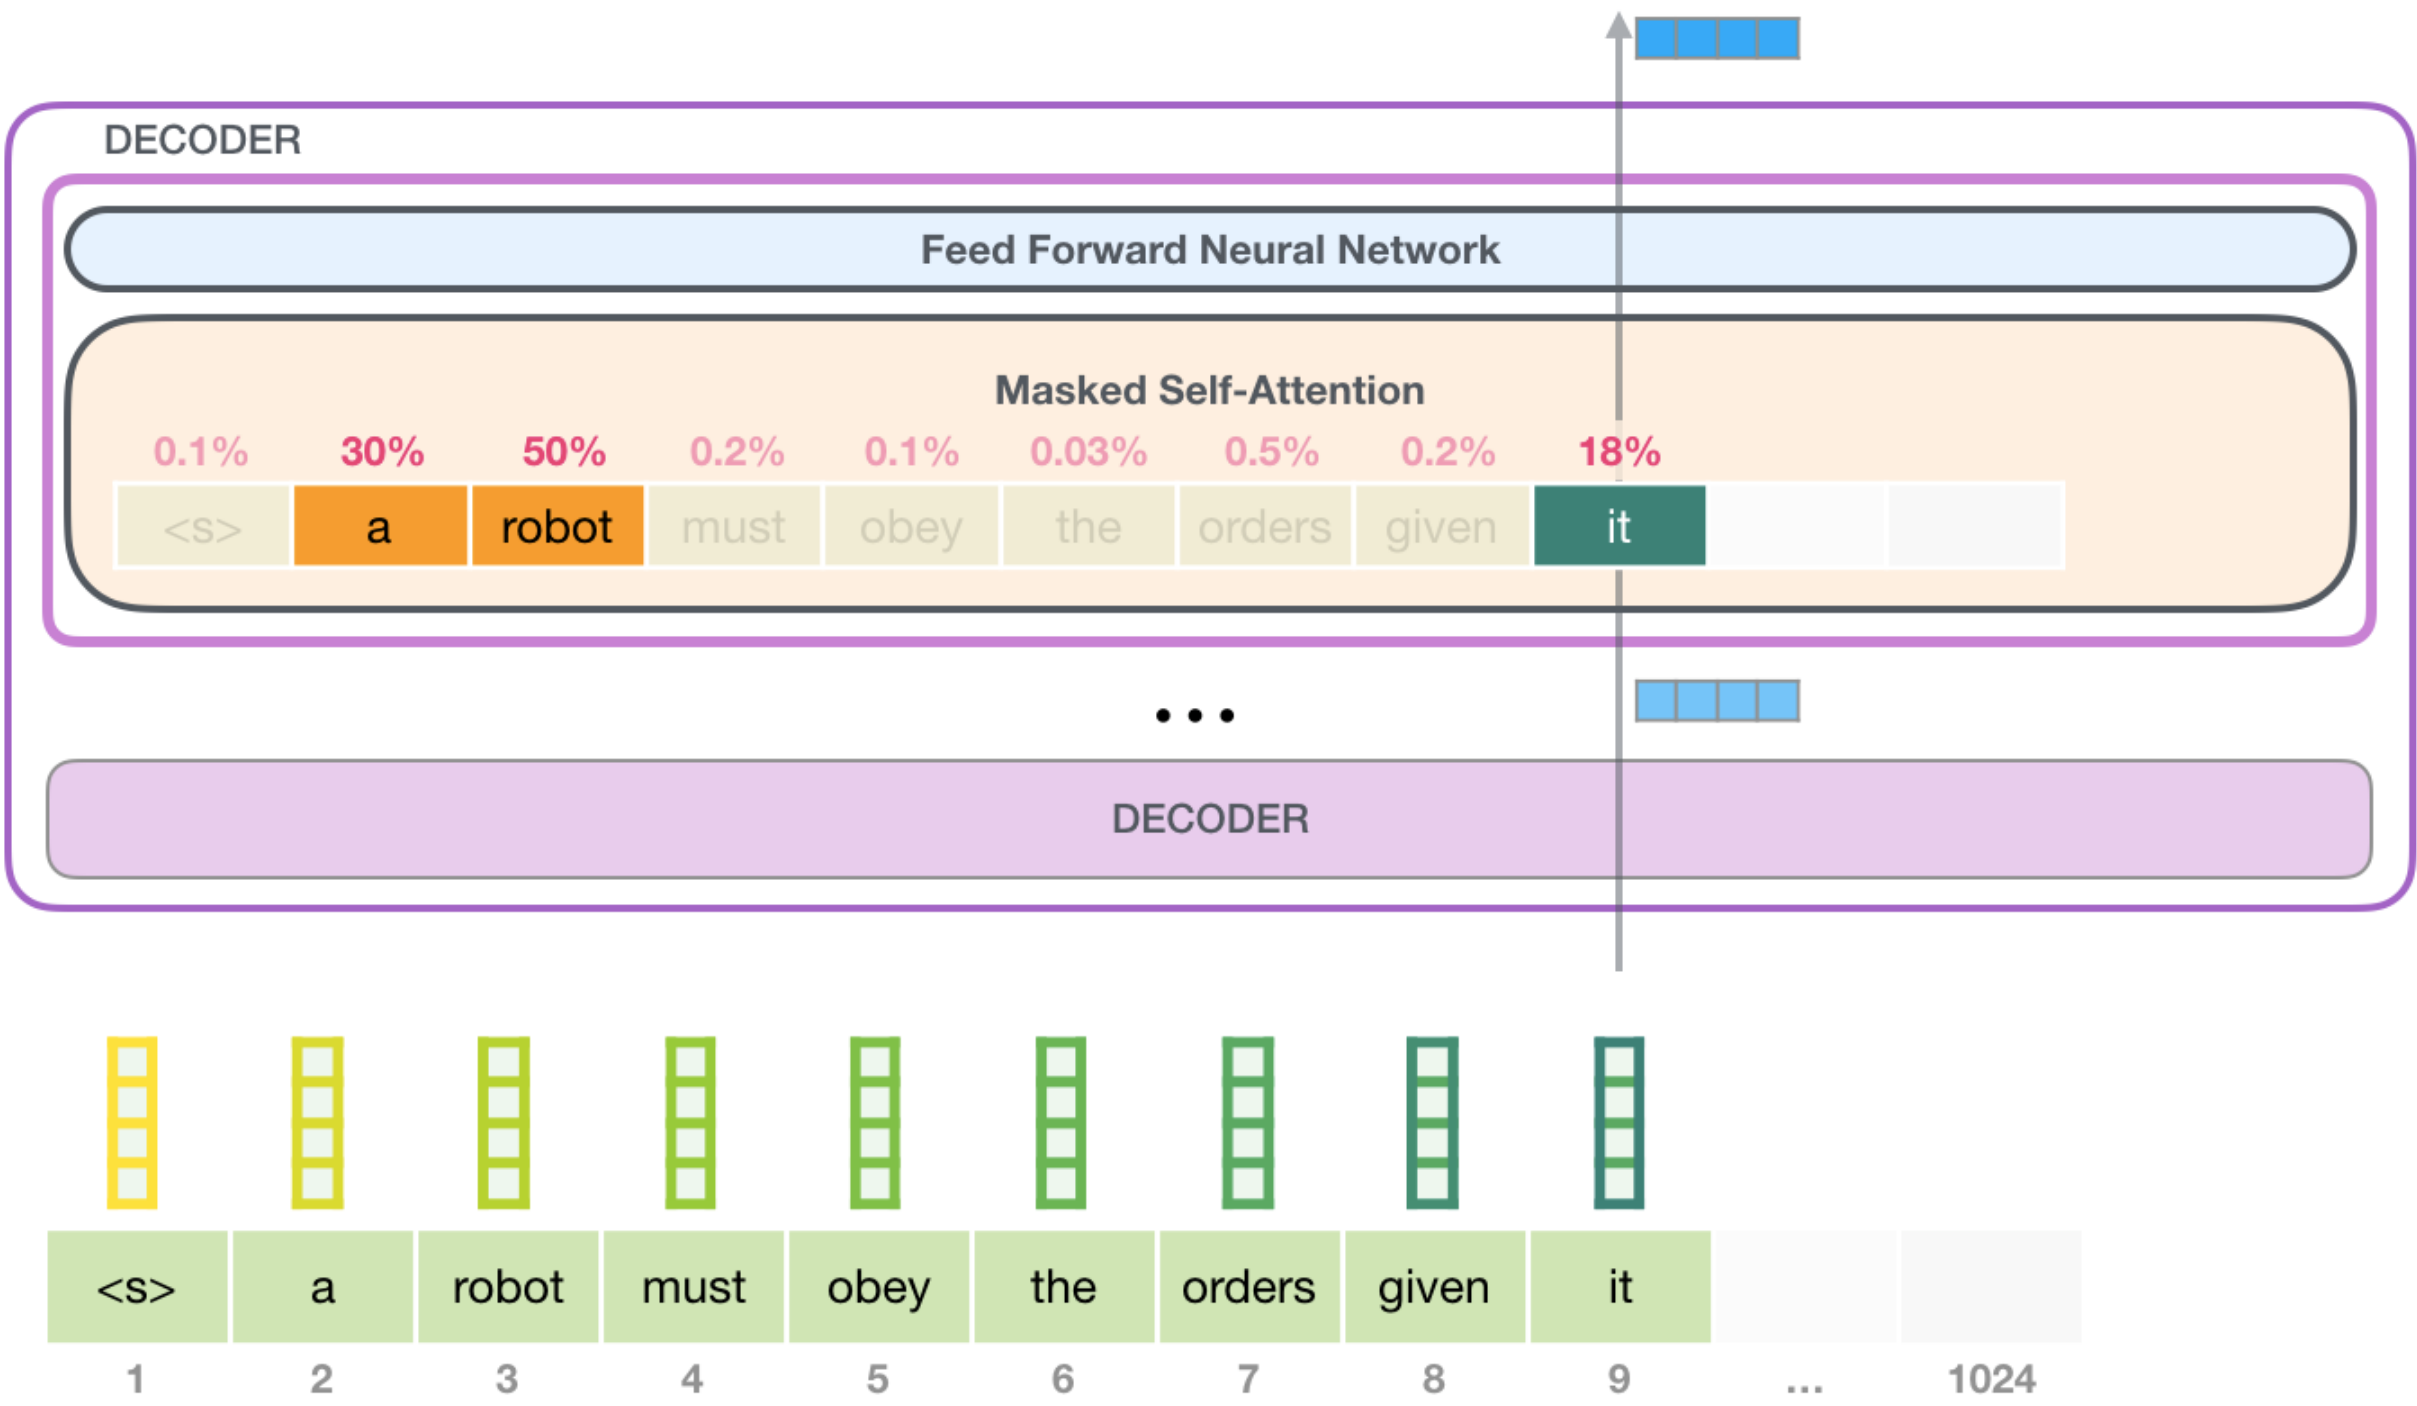 DECODER
Feed Forward Neural Network
Masked Self-Attention
0.1% 30% 50% 0.2% 0.1% 0.03% 0.5% 0.2% 18%
<s> a robot must obey the orders given it
...
DECODER
<s> a robot must obey the orders given it
1 2 3 4 5 6 7 8 9 ... 1024